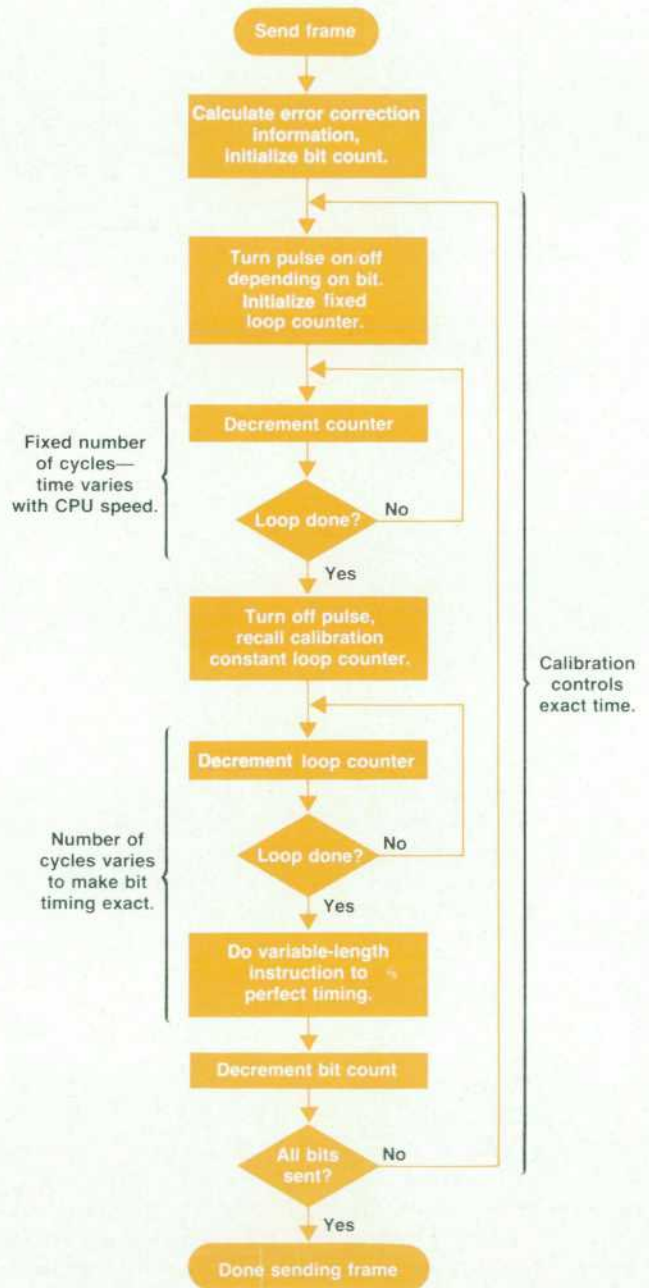 Send frame
Calculate error correction
information,
initialize bit count.
Turn pulse on/off
depending on bit.
Initialize fixed
loop counter.
Fixed number
of cycles—
time varies
with CPU speed.
Decrement counter
Loop done?
No
Yes
Turn off pulse,
recall calibration
constant loop counter.
Calibration
controls
exact time.
Number of
cycles varies
to make bit
timing exact.
Decrement loop counter
Loop done?
No
Yes
Do variable-length
instruction to
perfect timing.
Decrement bit count
All bits
sent?
No
Yes
Done sending frame